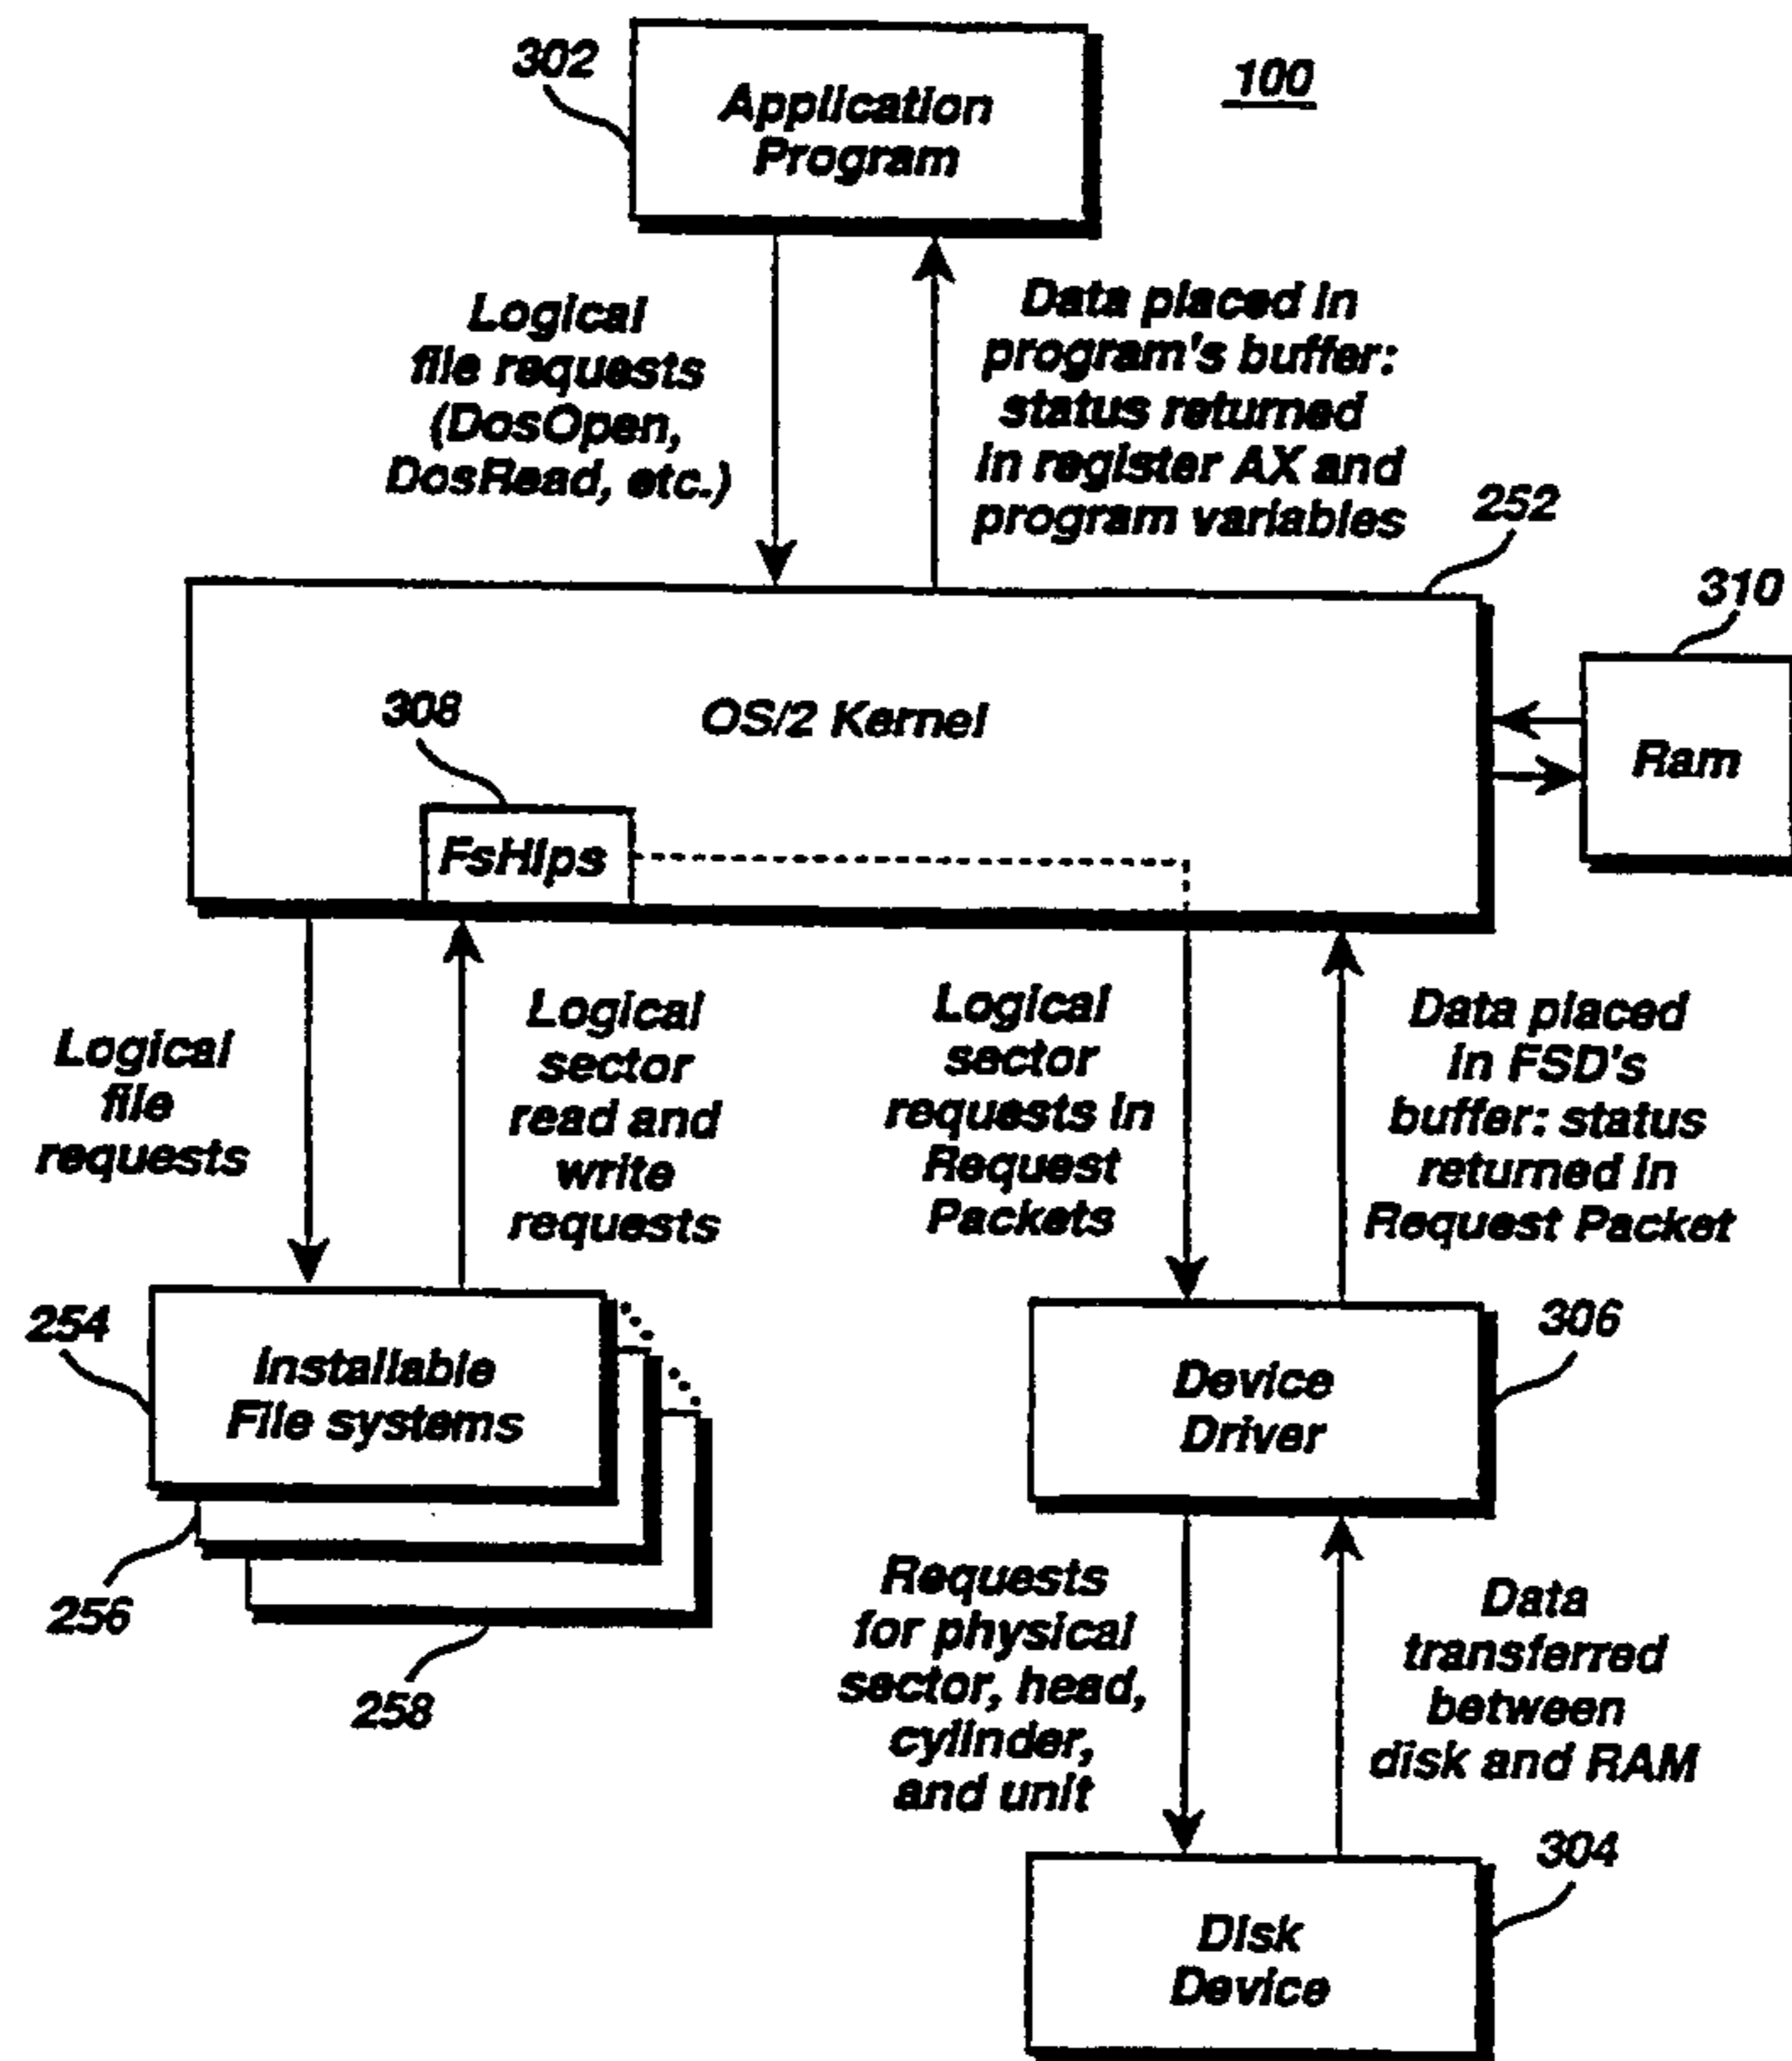 302
100
Application
Program
Logical
file requests
(DosOpen,
DosRead, etc.)
Data placed in
program's buffer:
status returned
in register AX and
program variables
252
310
308
OS/2 Kernel
Ram
FsHlps
Logical
file
requests
Logical
sector
read and
write
requests
Logical
sector
requests in
Request
Packets
Data placed
in FSD's
buffer: status
returned in
Request Packet
254
Installable
File systems
306
Device
Driver
256
258
Requests
for physical
sector, head,
cylinder,
and unit
Data
transferred
between
disk and RAM
304
Disk
Device